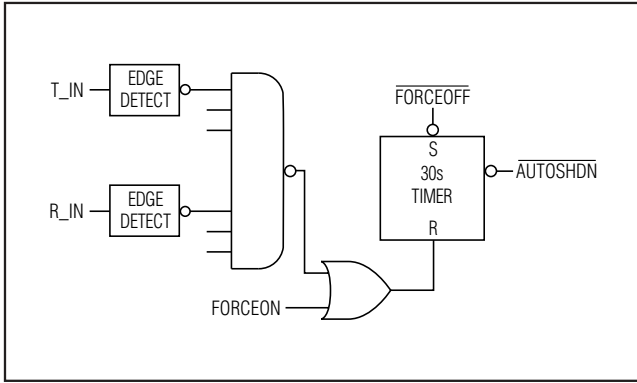 T_IN
EDGE
DETECT
R_IN
EDGE
DETECT
FORCEON
FORCEOFF
S
30s
TIMER
R
AUTOSHDN